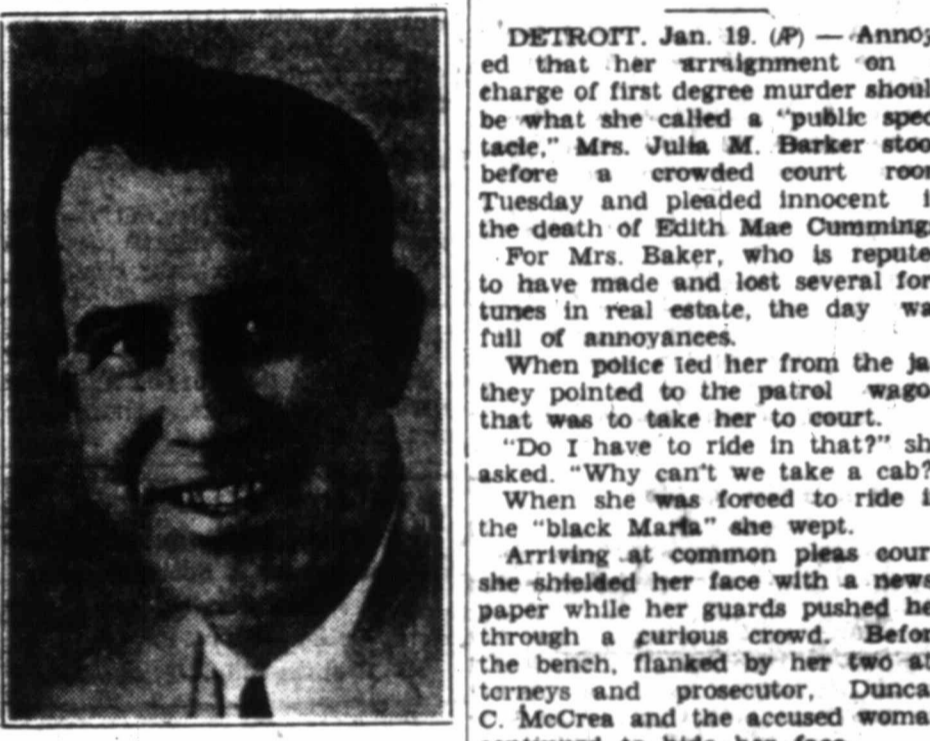 DETROIT. Jan. 19. (AP) — Annoy
ed that her arraignment on
charge of first degree murder shoul
be what she called a "public spec
tacle," Mrs. Julia M. Barker stoo
before a crowded court roo
Tuesday and pleaded innocent i
the death of Edith Mae Cumming
For Mrs. Baker, who is repute
to have made and lost several for
tunes in real estate, the day wa
full of annoyances.
When police led her from the ja
they pointed to the patrol wago
that was to take her to court.
"Do I have to ride in that?" sh
asked. "Why can't we take a cab?
When she was forced to ride i
the "black Maria" she wept.
Arriving at common pleas cour
she shielded her face with a news
paper while her guards pushed he
through a curious crowd. Befor
the bench, flanked by her two at
torneys and prosecutor, Dunca
C. McCrea and the accused woma